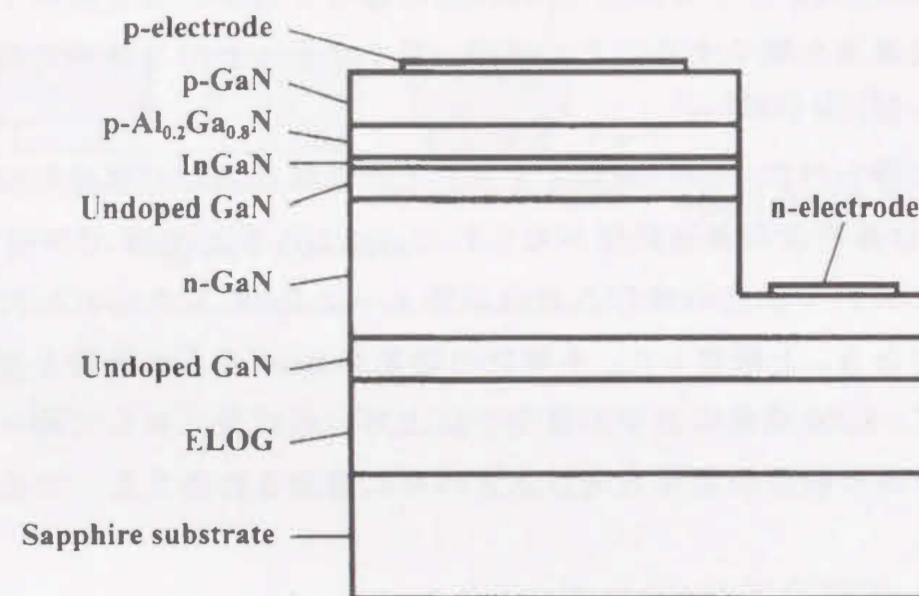 p-electrode
p-GaN
p-Al0.2Ga0.8N
InGaN
Undoped GaN
n-electrode
n-GaN
Undoped GaN
ELOG
Sapphire substrate